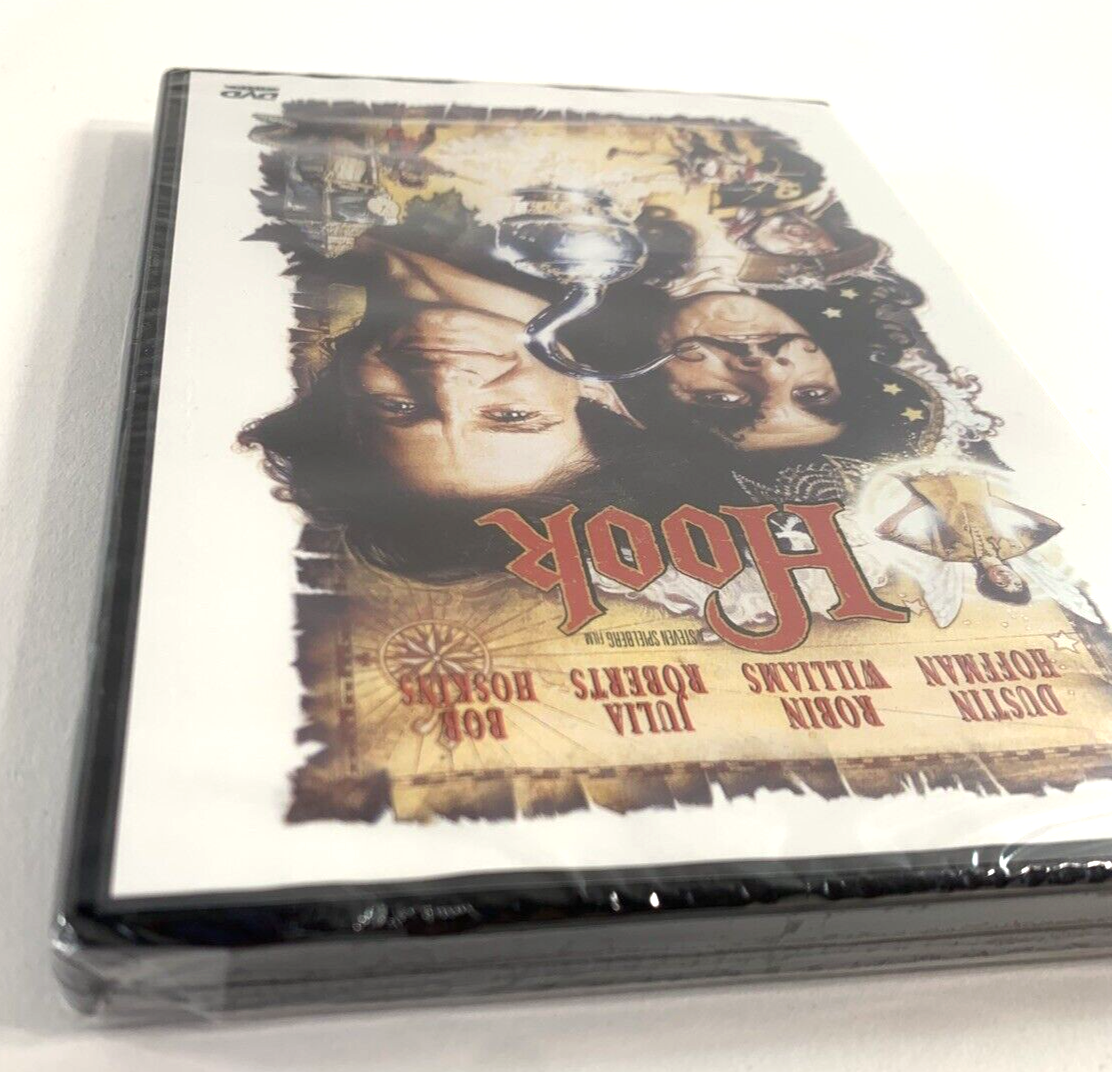 DUSTIN HOFFMAN
ROBIN WILLIAMS
JULIA ROBERTS
BOB HOSKINS
STEVEN SPIELBERG FILM
Hook
DVD